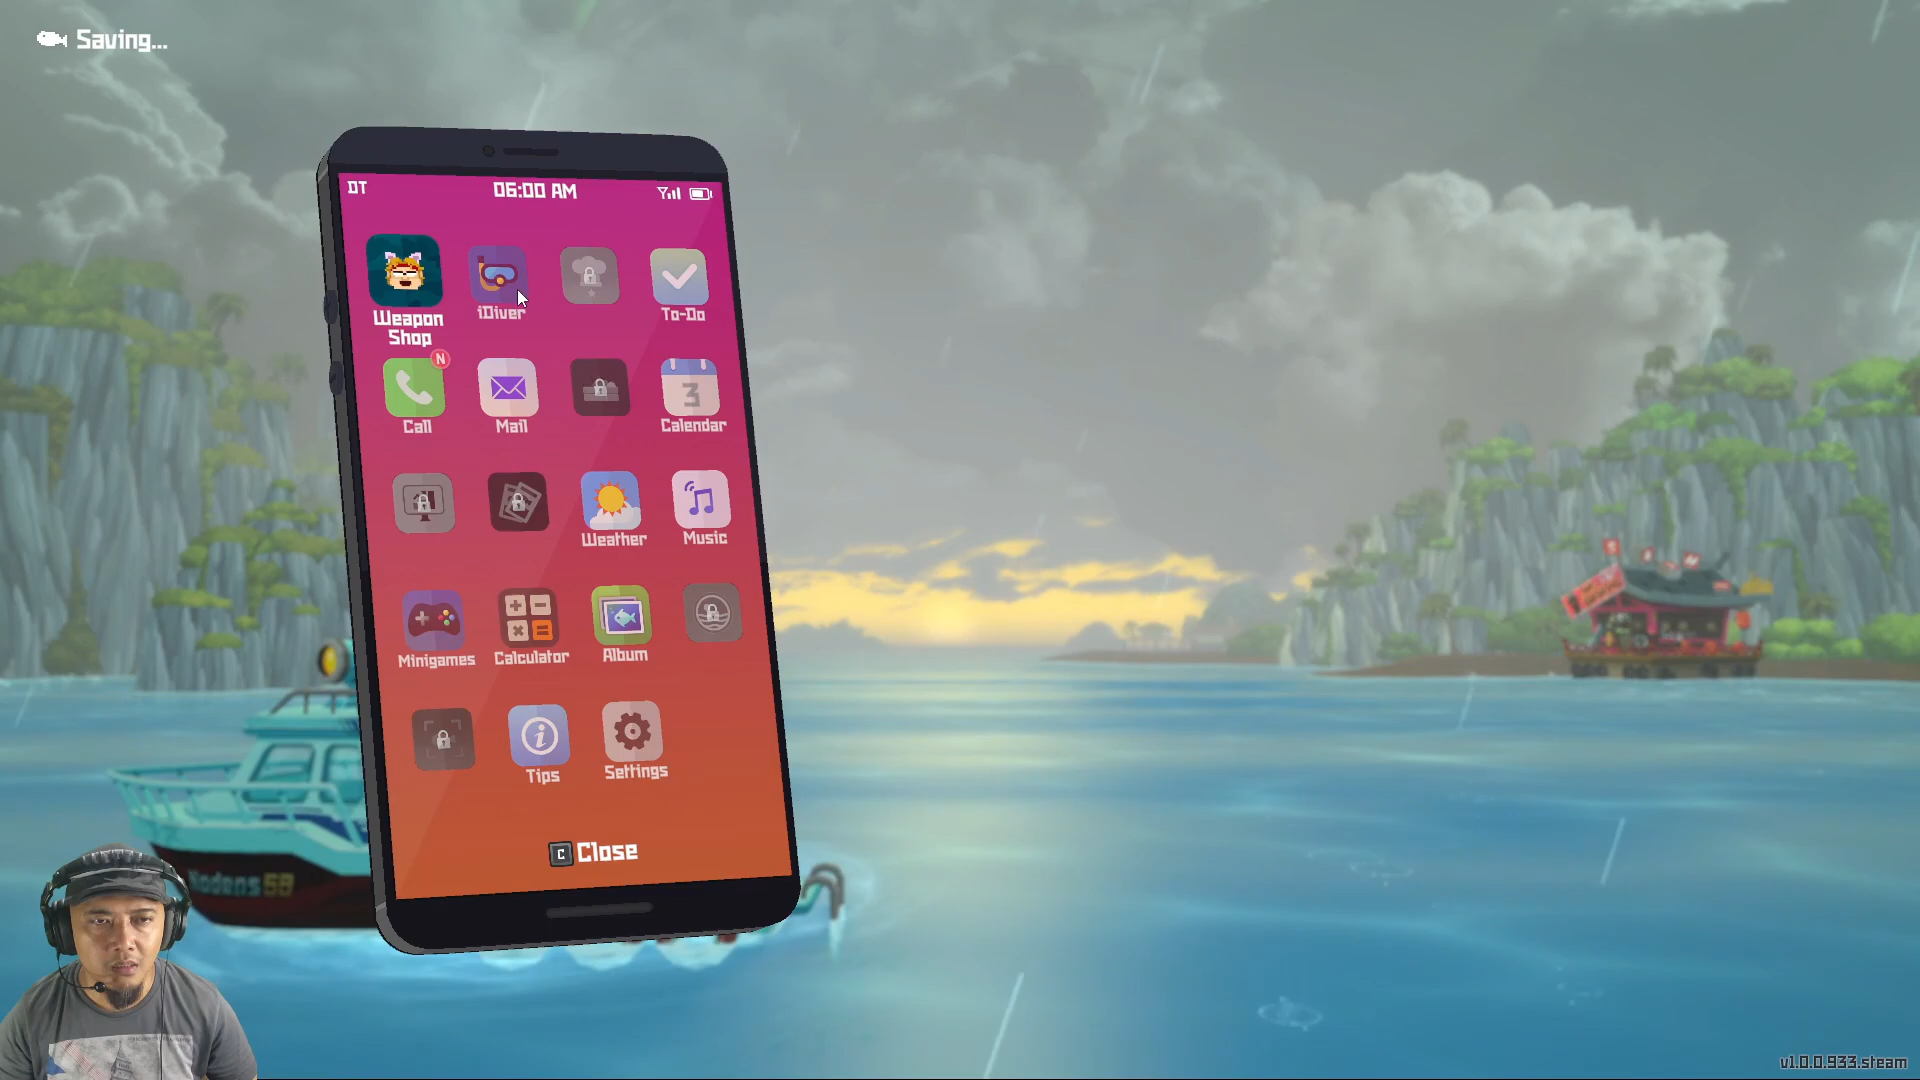 Saving...
DT
06:00 AM
Weapon
Shop
iDiver
To-Do
N
Call
Mail
3
Calendar
Weather
Music
Minigames
Calculator
Album
i
Tips
Settings
C Close
Nodens58
v1.0.0.933.steam